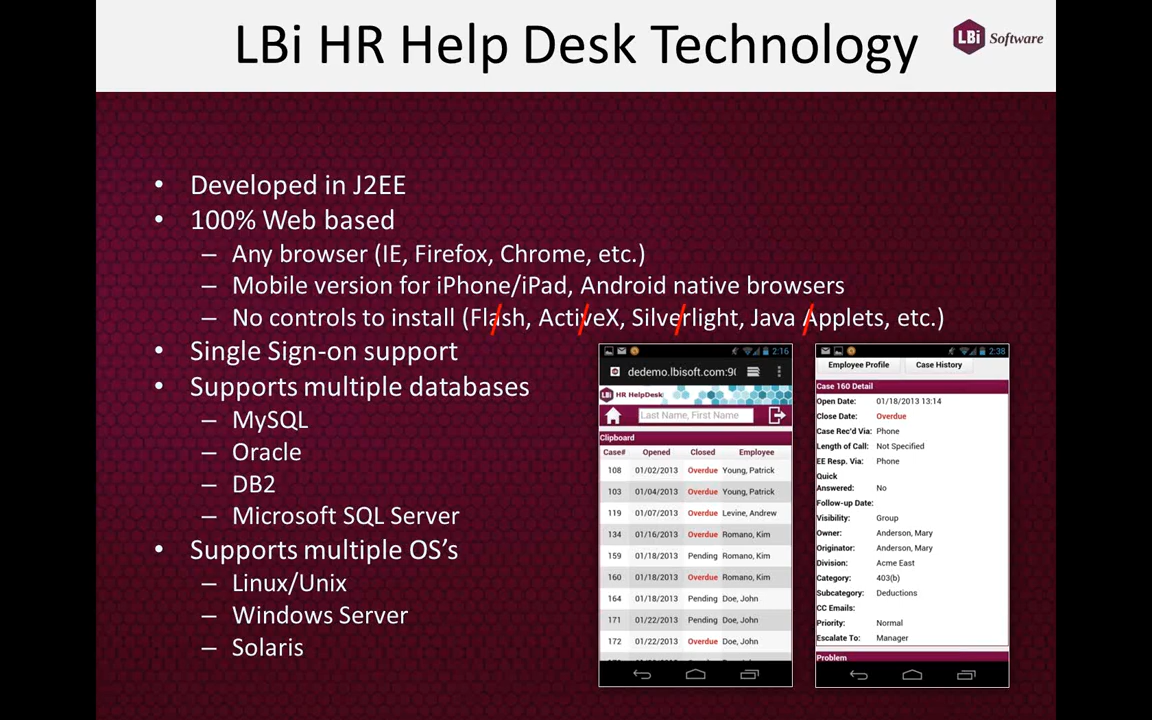 LBi HR Help Desk Technology
LBi Software
• Developed in J2EE
• 100% Web based
– Any browser (IE, Firefox, Chrome, etc.)
– Mobile version for iPhone/iPad, Android native browsers
– No controls to install (Flash, ActiveX, Silverlight, Java Applets, etc.)
• Single Sign-on support
• Supports multiple databases
– MySQL
– Oracle
– DB2
– Microsoft SQL Server
• Supports multiple OS's
– Linux/Unix
– Windows Server
– Solaris
2:16
dedemo.lbisoft.com:90
LBi HR HelpDesk
Last Name, First Name
Clipboard
Case# Opened Closed Employee
108 01/02/2013 Overdue Young, Patrick
103 01/04/2013 Overdue Young, Patrick
119 01/07/2013 Overdue Levine, Andrew
134 01/16/2013 Overdue Romano, Kim
159 01/18/2013 Pending Romano, Kim
160 01/18/2013 Overdue Romano, Kim
164 01/18/2013 Pending Doe, John
171 01/22/2013 Pending Doe, John
172 01/22/2013 Overdue Doe, John
2:38
Employee Profile Case History
Case 160 Detail
Open Date: 01/18/2013 13:14
Close Date: Overdue
Case Rec'd Via: Phone
Length of Call: Not Specified
EE Resp. Via: Phone
Quick
Answered: No
Follow-up Date:
Visibility: Group
Owner: Anderson, Mary
Originator: Anderson, Mary
Division: Acme East
Category: 403(b)
Subcategory: Deductions
CC Emails:
Priority: Normal
Escalate To: Manager
Problem